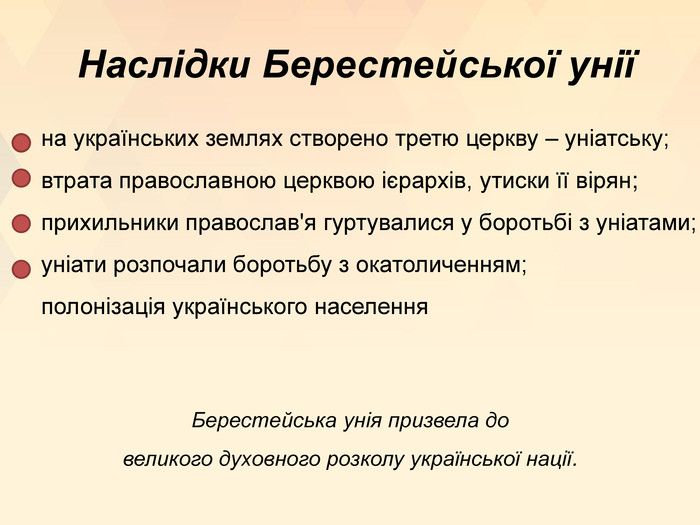 Наслідки Берестейської унії
на українських землях створено третю церкву – уніатську;
втрата православною церквою ієрархів, утиски її вірян;
прихильники православ'я гуртувалися у боротьбі з уніатами;
уніати розпочали боротьбу з окатоличенням;
полонізація українського населення
Берестейська унія призвела до
великого духовного розколу української нації.